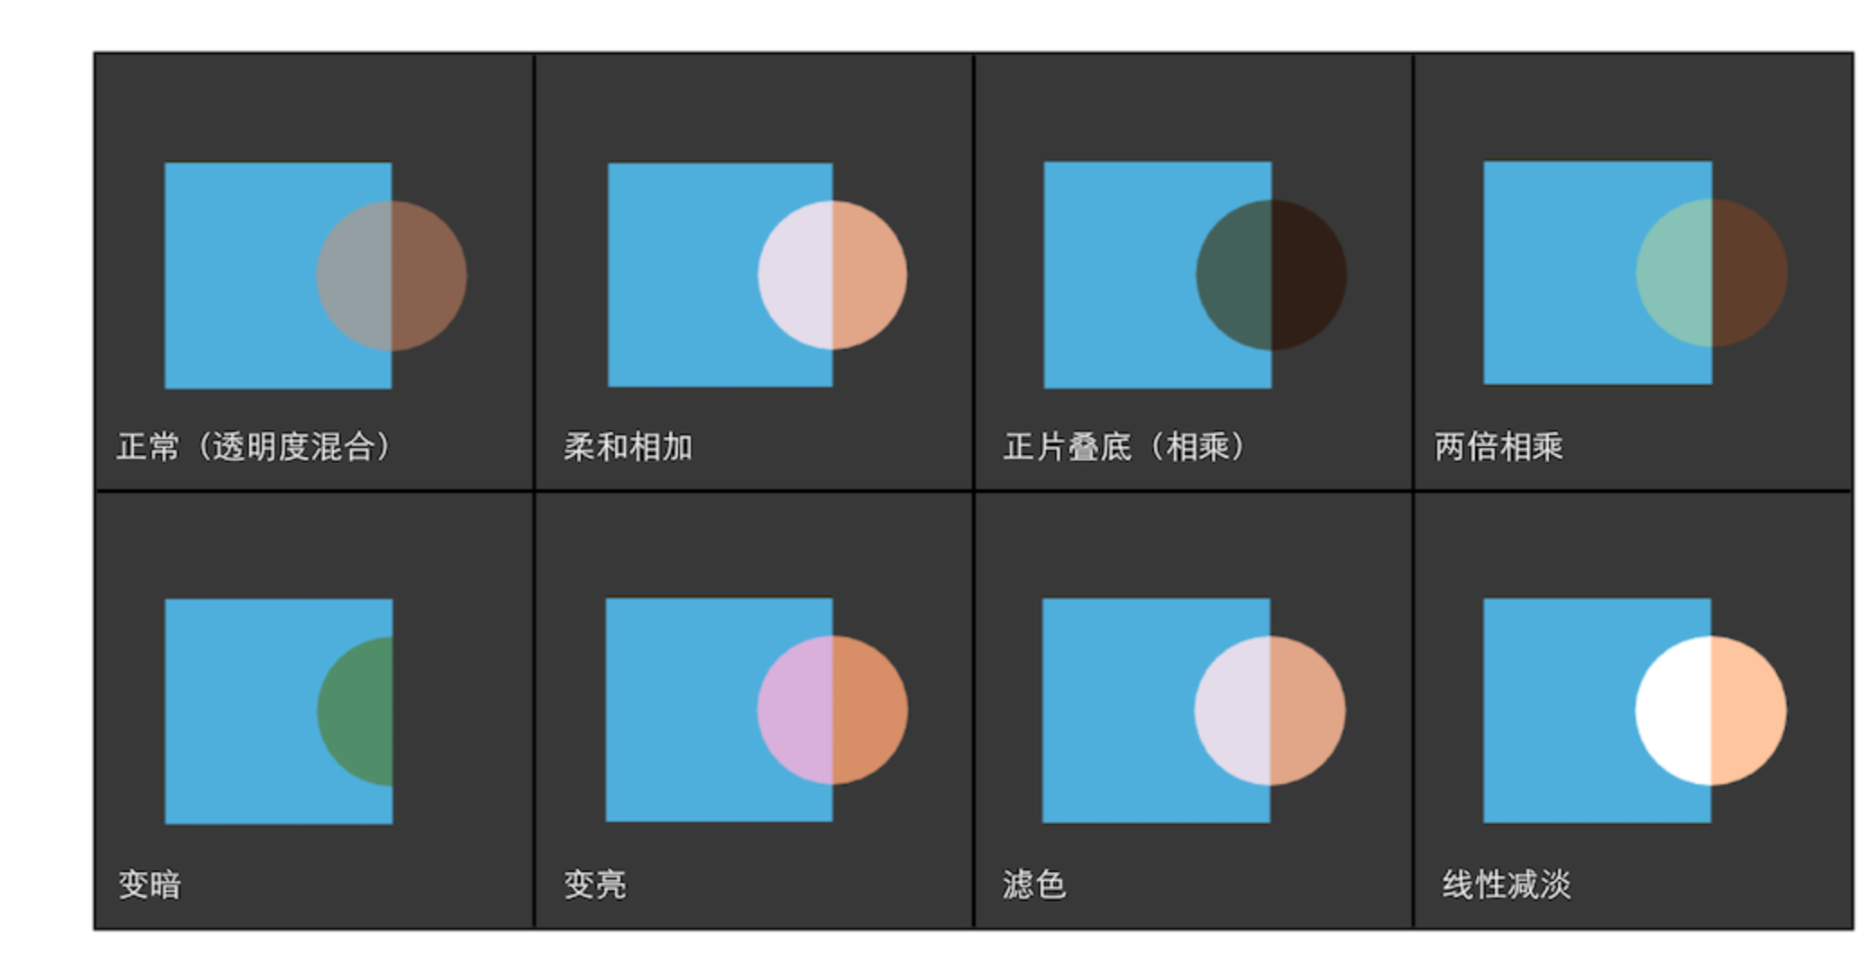 正常（透明度混合）
柔和相加
正片叠底（相乘）
两倍相乘
变暗
变亮
滤色
线性减淡